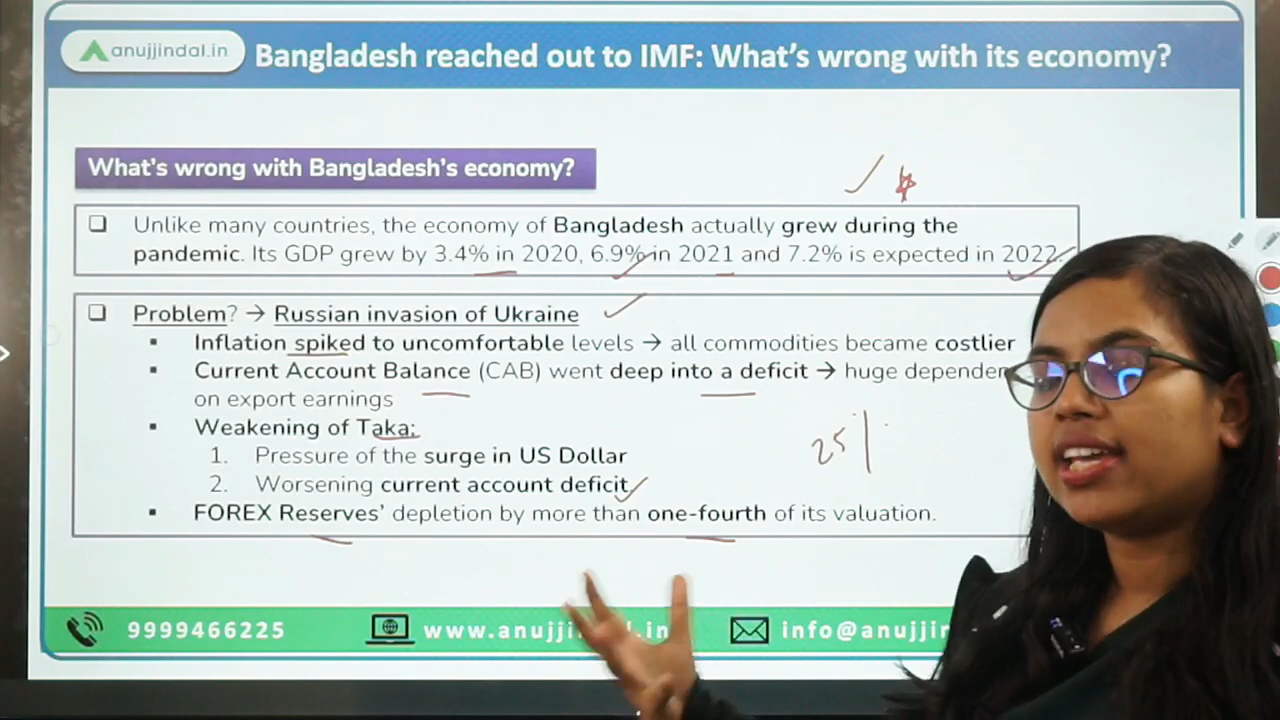 anujjindal.in
Bangladesh reached out to IMF: What's wrong with its economy?
What's wrong with Bangladesh's economy?
Unlike many countries, the economy of Bangladesh actually grew during the
pandemic. Its GDP grew by 3.4% in 2020, 6.9% in 2021 and 7.2% is expected in 2022.
Problem? → Russian invasion of Ukraine
Inflation spiked to uncomfortable levels → all commodities became costlier
Current Account Balance (CAB) went deep into a deficit → huge
on export earnings
Weakening of Taka:
1. Pressure of the surge in US Dollar
2. Worsening current account deficit
25
FOREX Reserves' depletion by more than one-fourth of its valuation.
9999466225